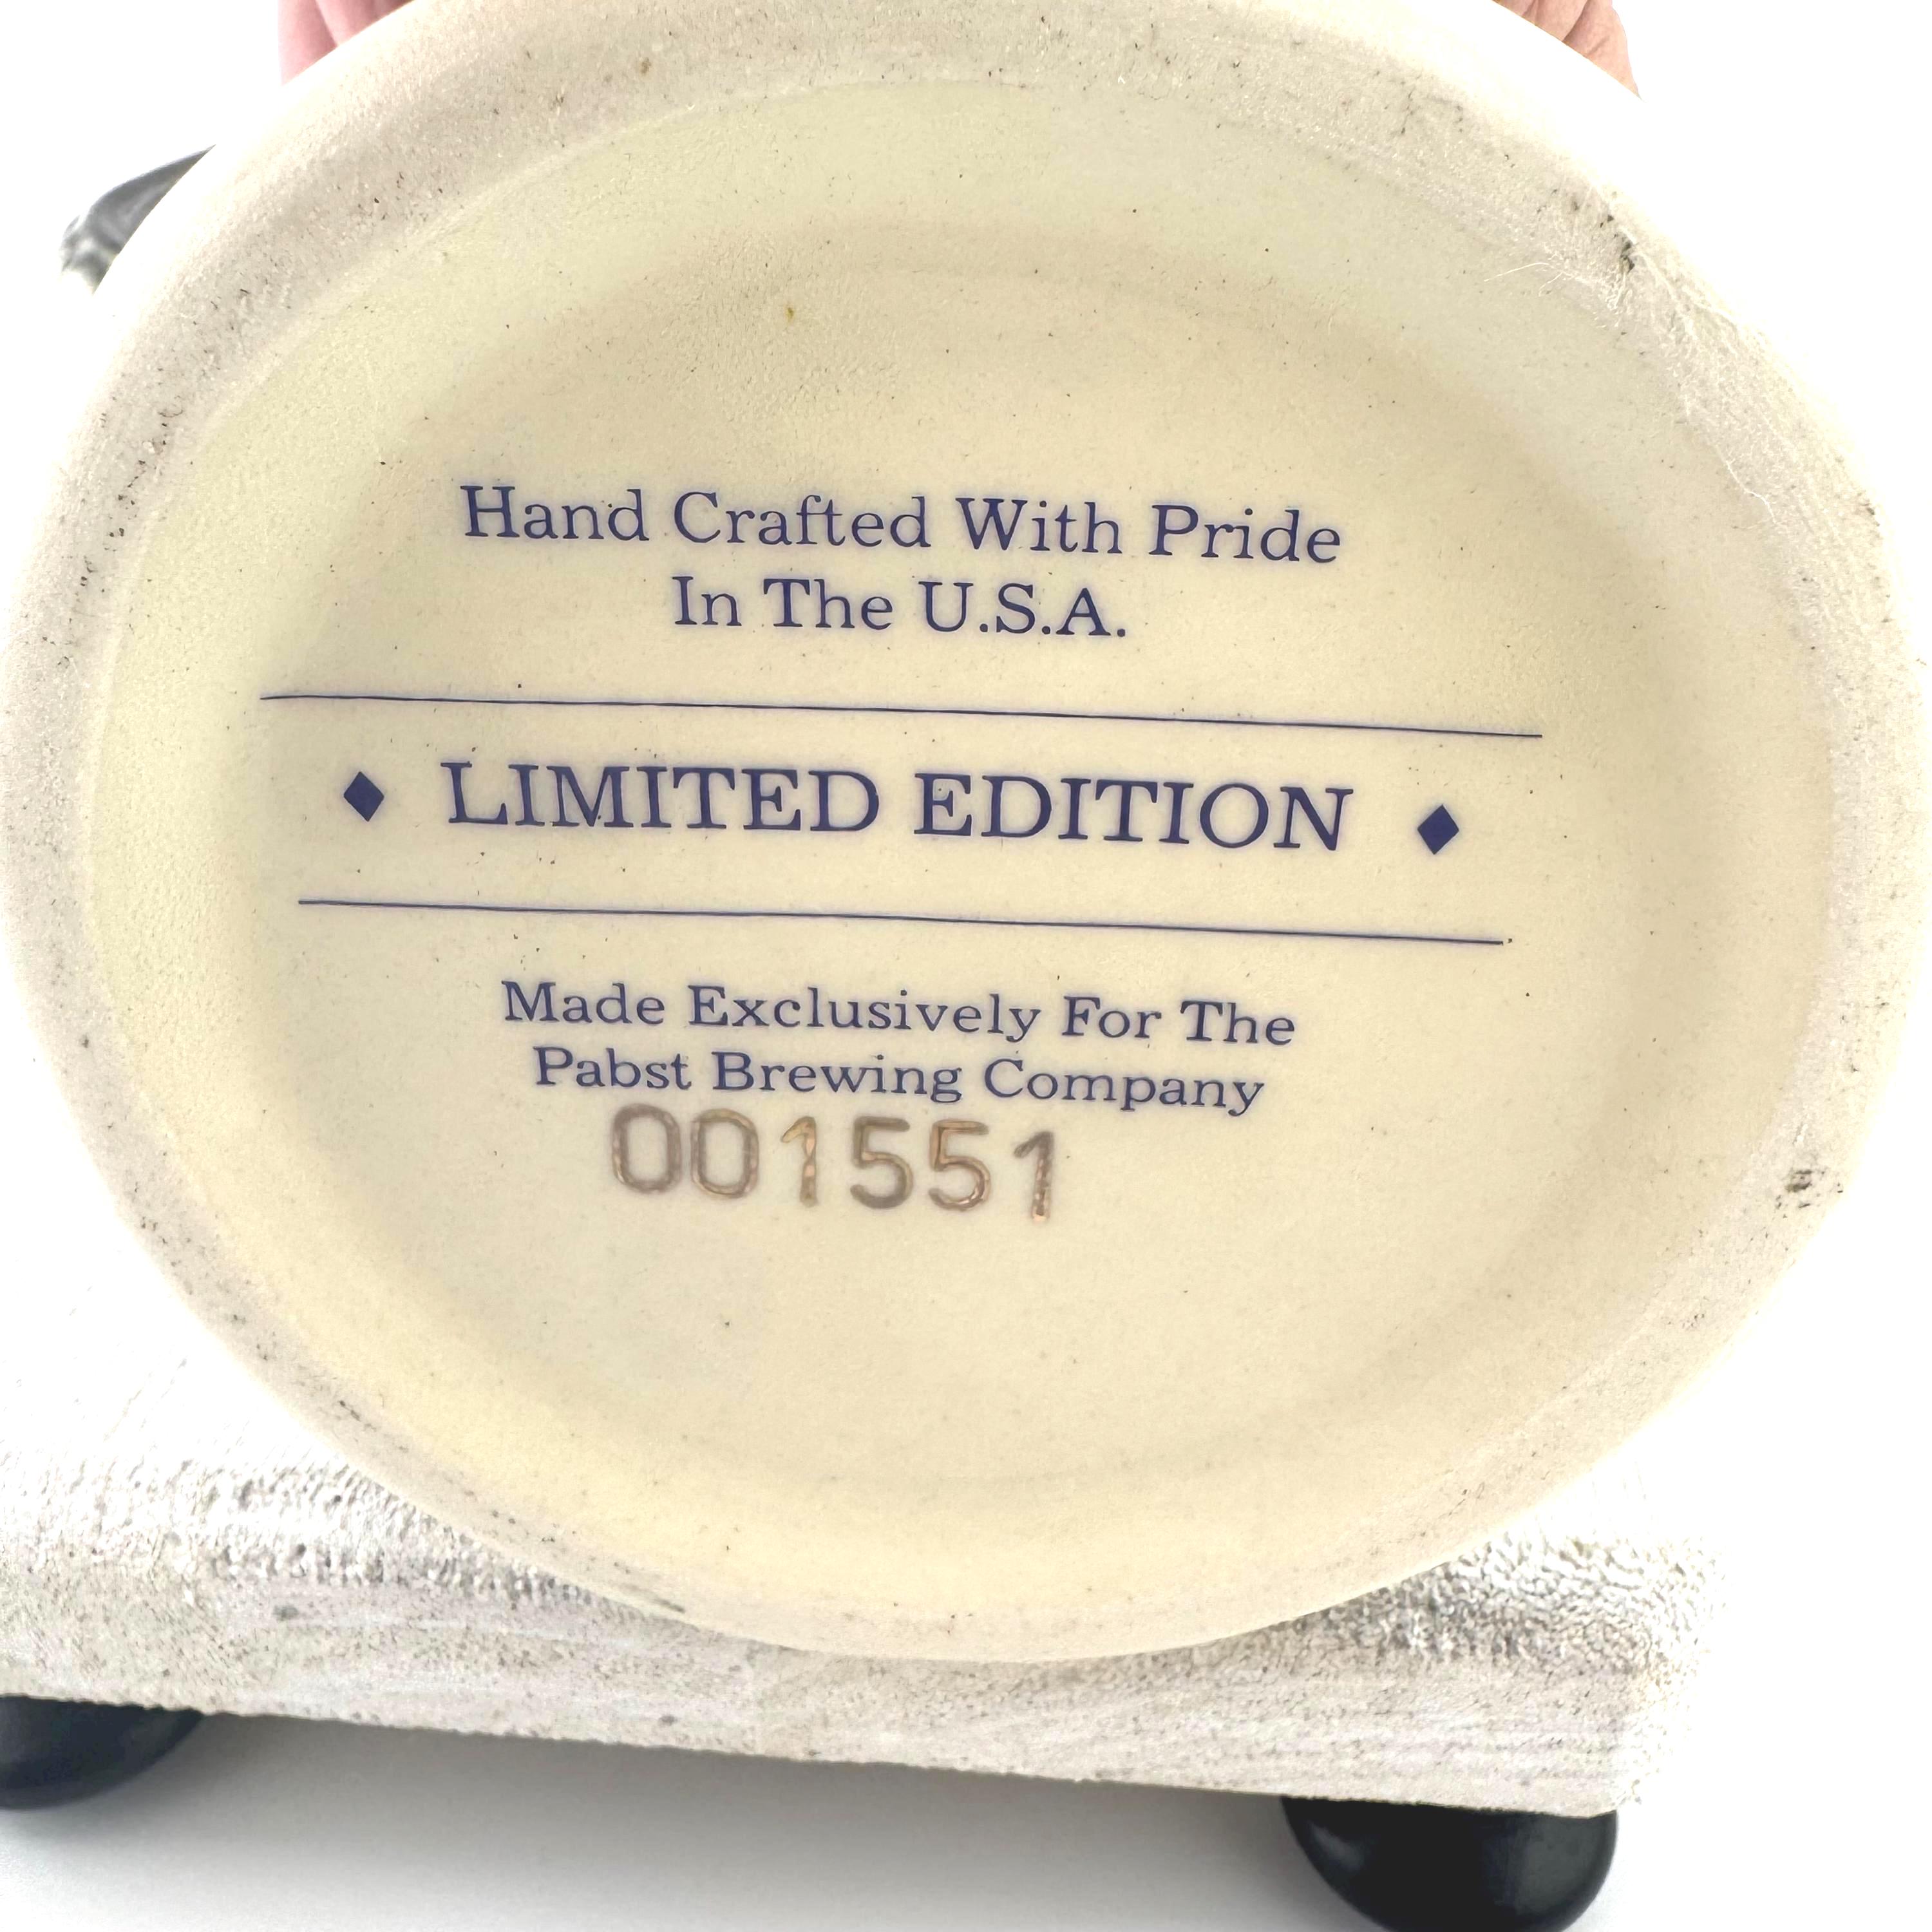 Hand Crafted With Pride
In The U.S.A.
♦ LIMITED EDITION ♦
Made Exclusively For The
Pabst Brewing Company
001551